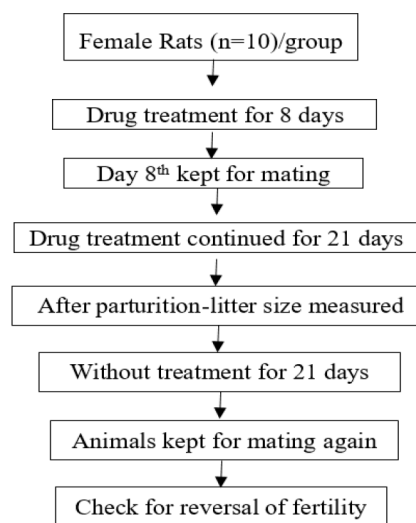 Female Rats (n=10)/group
Drug treatment for 8 days
Day 8th kept for mating
Drug treatment continued for 21 days
After parturition-litter size measured
Without treatment for 21 days
Animals kept for mating again
Check for reversal of fertility